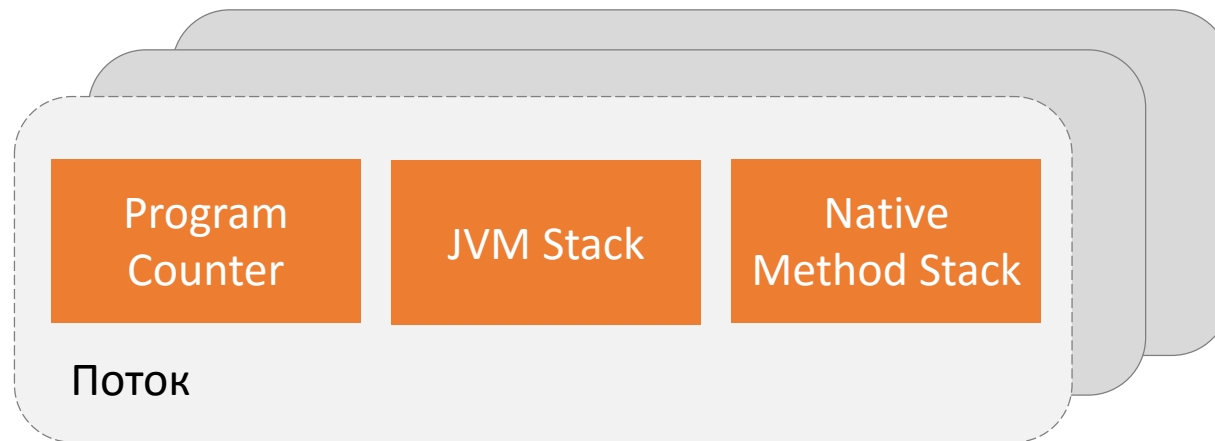 Program
Counter
JVM Stack
Native
Method Stack
Поток